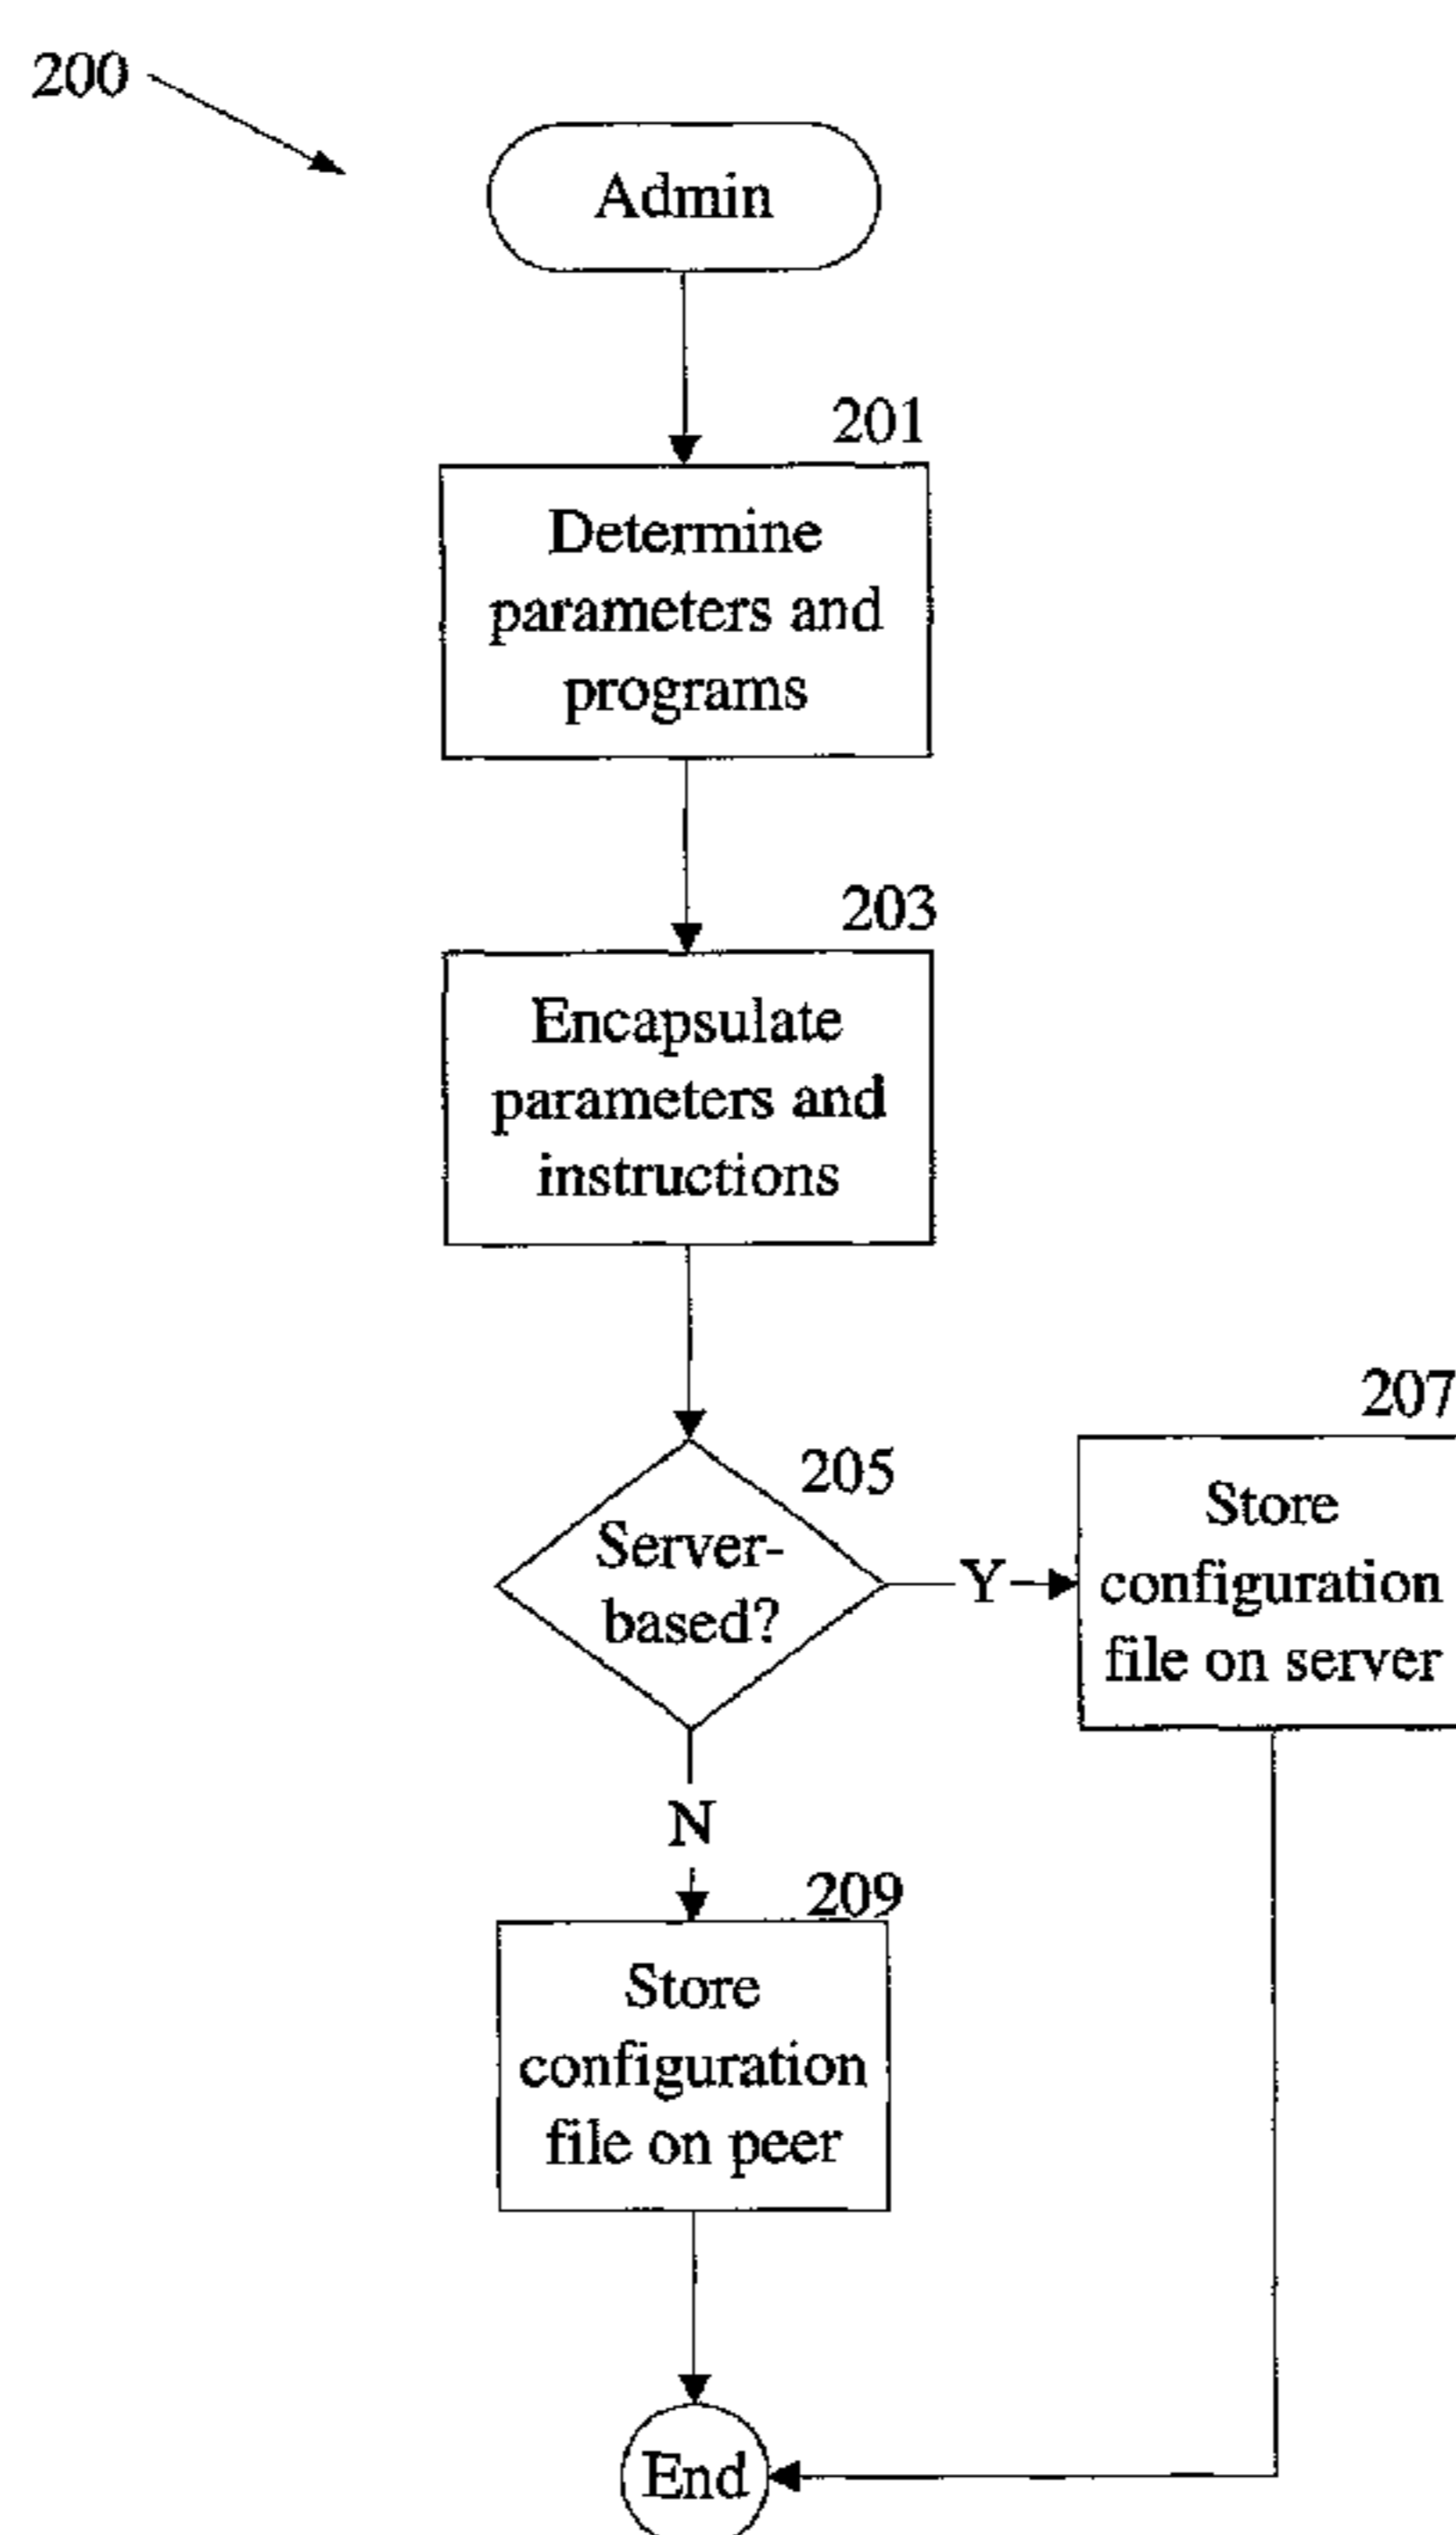 200
Admin
201
Determine
parameters and
programs
203
Encapsulate
parameters and
instructions
205
Server-
based?
Y
207
Store
configuration
file on server
N
209
Store
configuration
file on peer
End